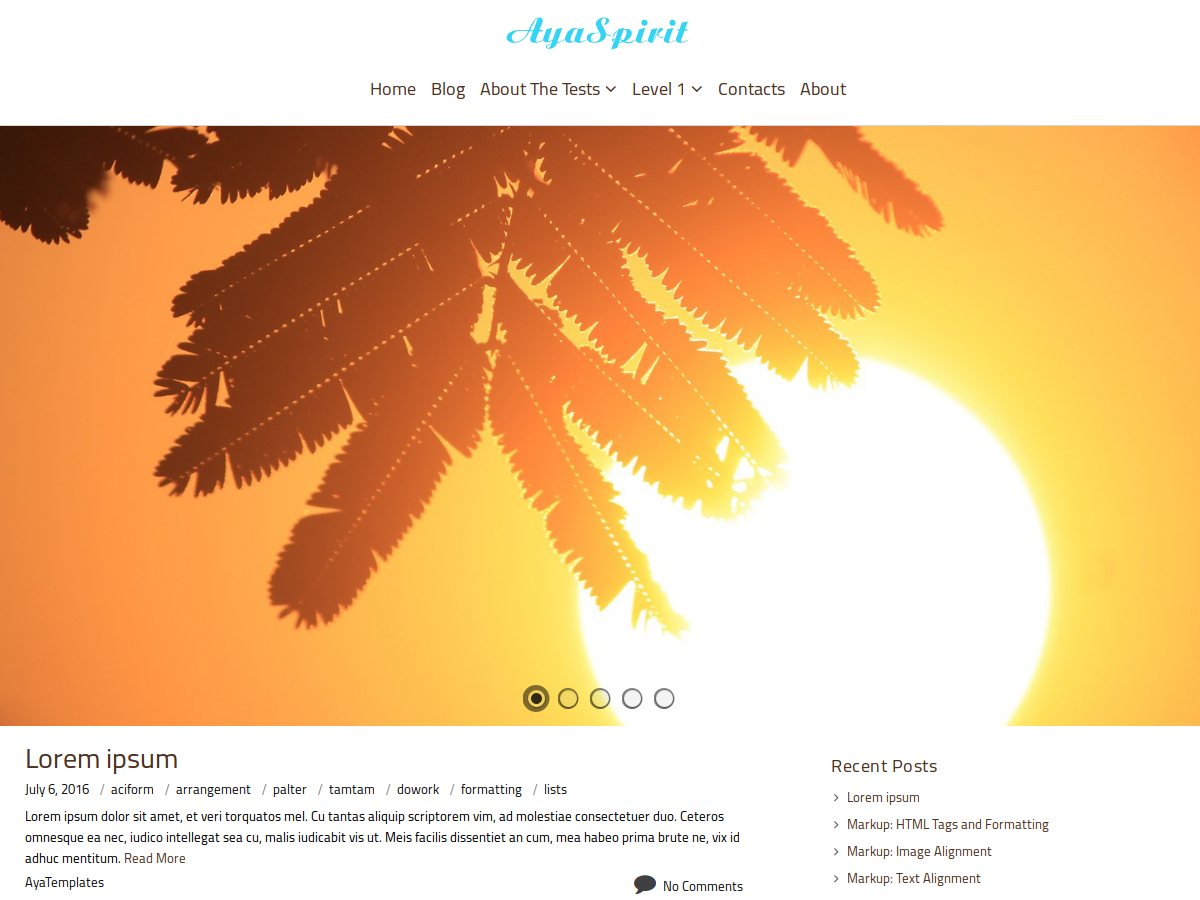 AyaSpirit
Home Blog About The Tests Level 1 Contacts About
Lorem ipsum
July 6, 2016 / aciform / arrangement / palter / tamtam / dowork / formatting / lists
Lorem ipsum dolor sit amet, et veri torquatos mel. Cu tantas aliquip scriptorem vim, ad molestiae consectetuer duo. Ceteros
omnesque ea nec, iudico intellegat sea cu, malis iudicabit vis ut. Meis facilis dissentiet an cum, mea habeo prima brute ne, vix id
adhuc mentitum. Read More
AyaTemplates
No Comments
Recent Posts
Lorem ipsum
Markup: HTML Tags and Formatting
Markup: Image Alignment
Markup: Text Alignment